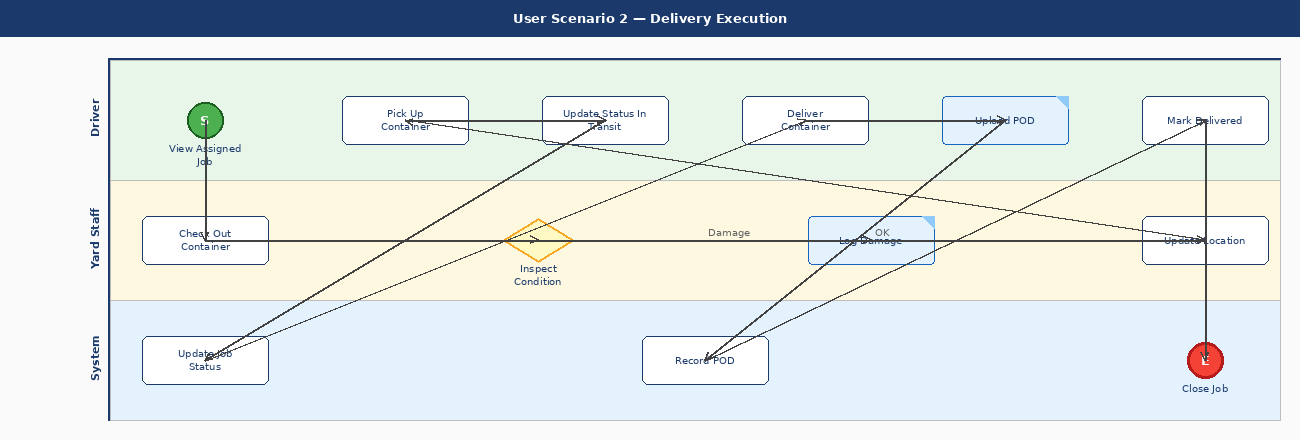 User Scenario 2 — Delivery Execution
Driver
S
View Assigned
Job
Pick Up
Container
Update Status In
Transit
Deliver
Container
Upload POD
Mark Delivered
Yard Staff
Check Out
Container
Inspect
Condition
Damage
OK
Log Damage
Update Location
System
Update Job
Status
Record POD
E
Close Job